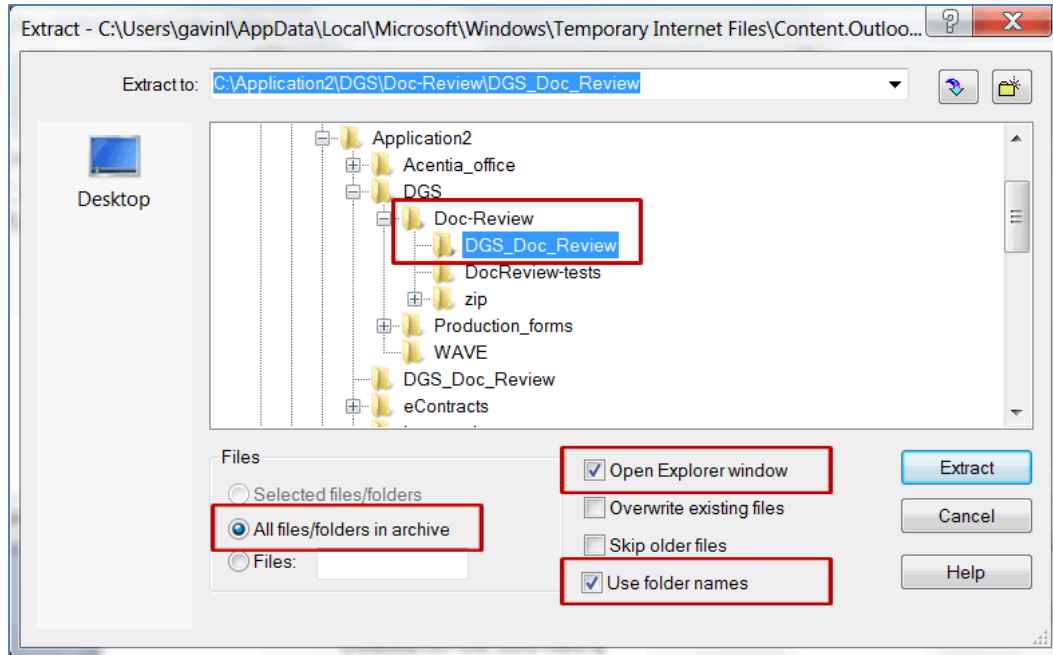 Extract - C:\Users\gavinl\AppData\Local\Microsoft\Windows\Temporary Internet Files\Content.Outloo...
Extract to: C:\Application2\DGS\Doc-Review\DGS_Doc_Review
Desktop
Application2
Acentia_office
DGS
Doc-Review
DGS_Doc_Review
DocReview-tests
zip
Production_forms
WAVE
DGS_Doc_Review
eContracts
Files
Selected files/folders
All files/folders in archive
Files:
Open Explorer window
Overwrite existing files
Skip older files
Use folder names
Extract
Cancel
Help